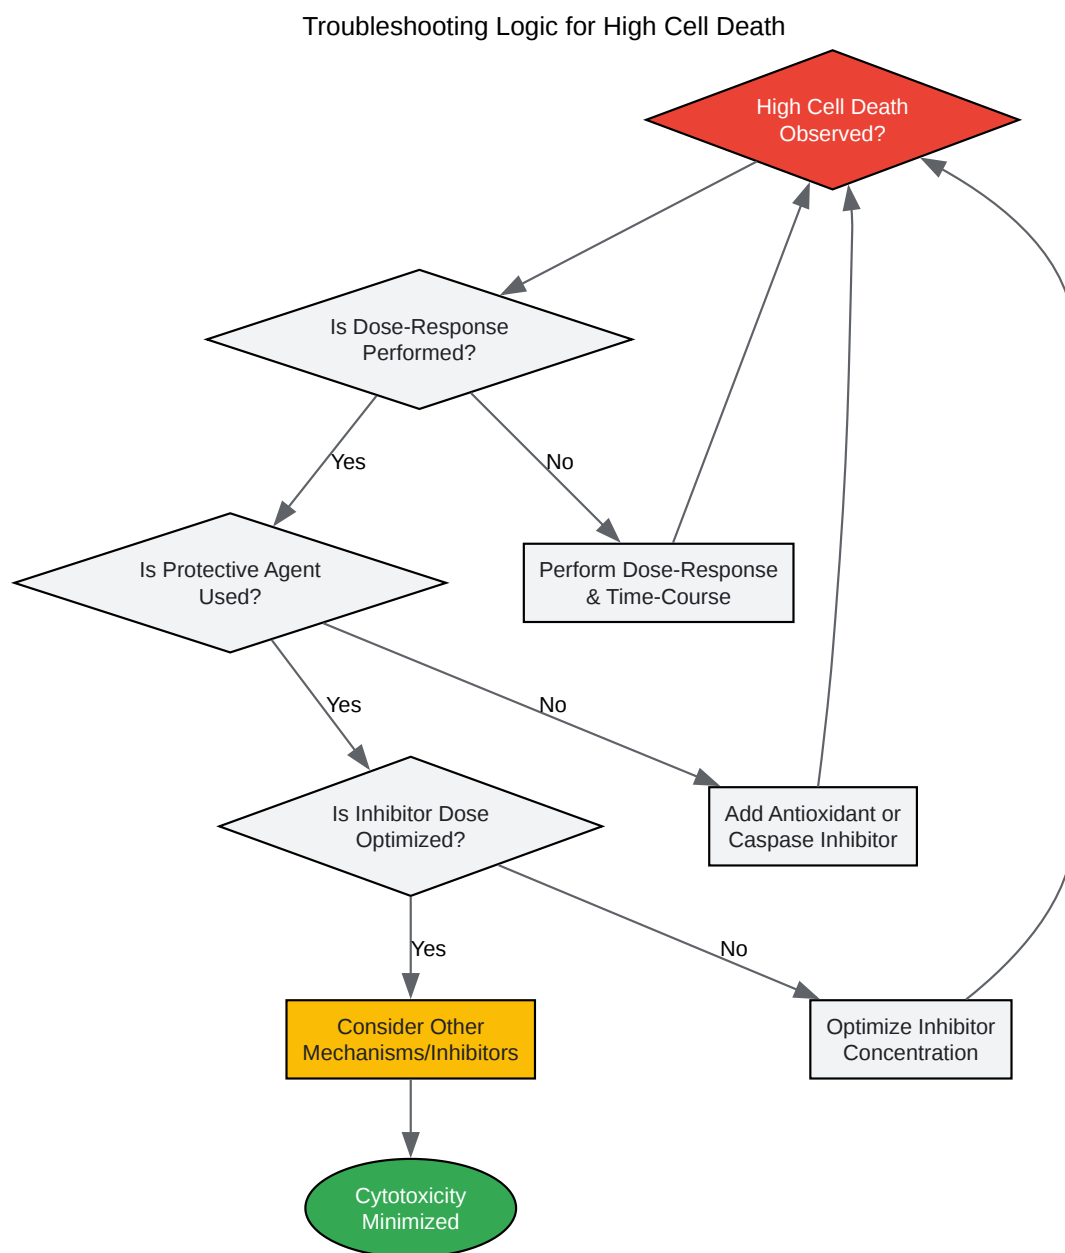 Troubleshooting Logic for High Cell Death
High Cell Death
Observed?
Is Dose-Response
Performed?
Yes
No
Is Protective Agent
Used?
Perform Dose-Response
& Time-Course
Yes
No
Is Inhibitor Dose
Optimized?
Add Antioxidant or
Caspase Inhibitor
Yes
No
Consider Other
Mechanisms/Inhibitors
Optimize Inhibitor
Concentration
Cytotoxicity
Minimized